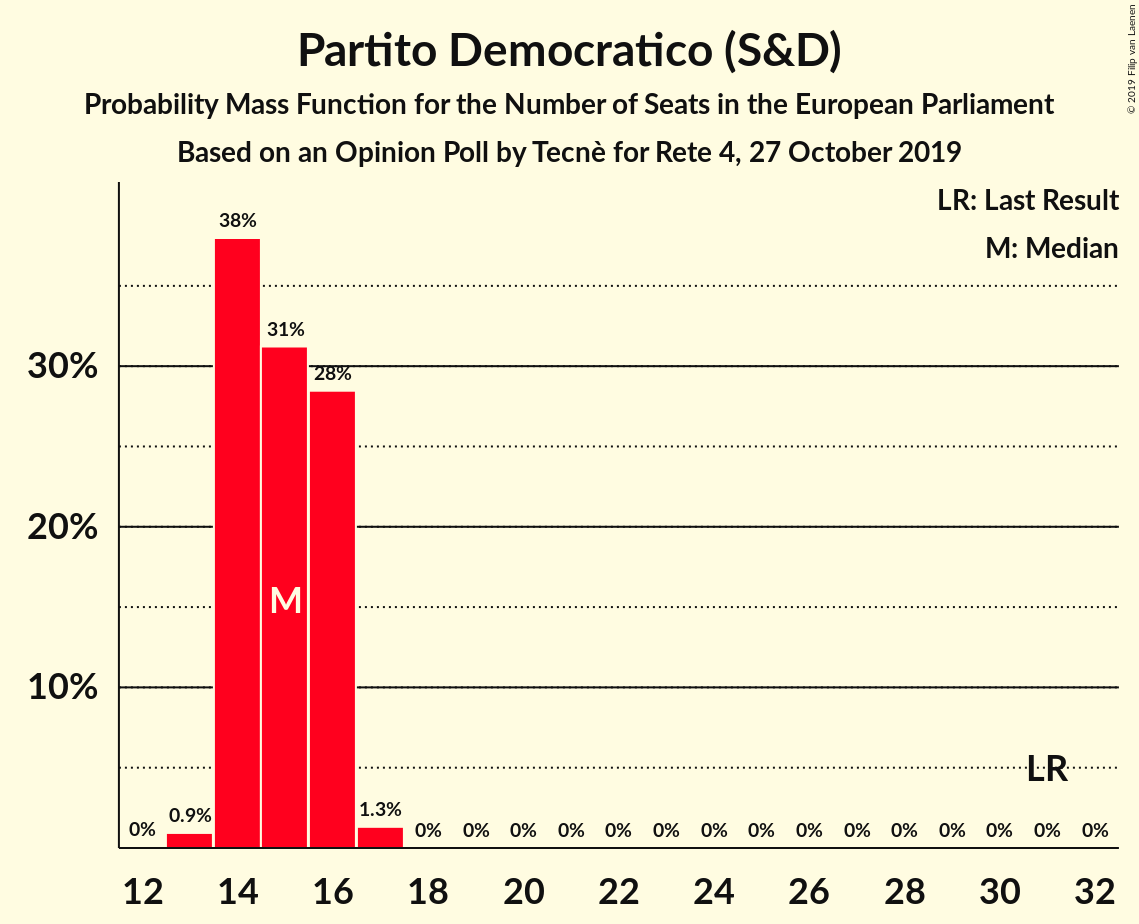 Partito Democratico (S&D)
Probability Mass Function for the Number of Seats in the European Parliament
Based on an Opinion Poll by Tecnè for Rete 4, 27 October 2019
© 2019 Filip van Laenen
LR: Last Result
M: Median
38%
31%
30%
28%
20%
M
10%
LR
0% 0.9% 1.3% 0% 0% 0% 0% 0% 0% 0% 0% 0% 0% 0% 0% 0% 0% 0%
12 14 16 18 20 22 24 26 28 30 32